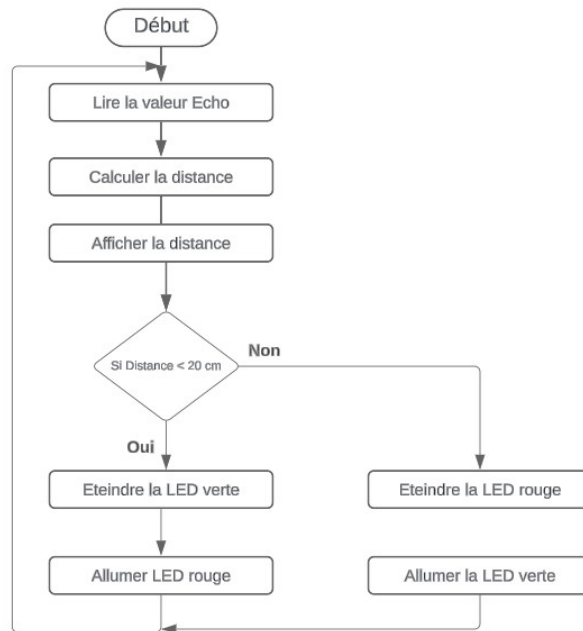 Début
Lire la valeur Echo
Calculer la distance
Afficher la distance
Si Distance < 20 cm
Non
Oui
Eteindre la LED verte
Eteindre la LED rouge
Allumer LED rouge
Allumer la LED verte